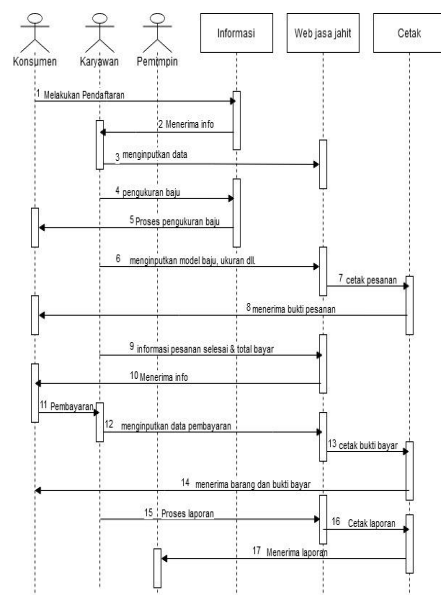 Informasi
Web jasa jahit
Cetak
Konsumen
Karyawan
Pemimpin
1 Melakukan Pendaftaran
2 Menerima info
3 menginputkan data
4 pengukuran baju
5 Proses pengukuran baju
6 menginputkan model baju, ukuran dll.
7 cetak pesanan
8 menerima bukti pesanan
9 informasi pesanan selesai & total bayar
10 Menerima info
11 Pembayaran
12 menginputkan data pembayaran
13 cetak bukti bayar
14 menerima barang dan bukti bayar
15 Proses laporan
16 Cetak laporan
17 Menerima laporan